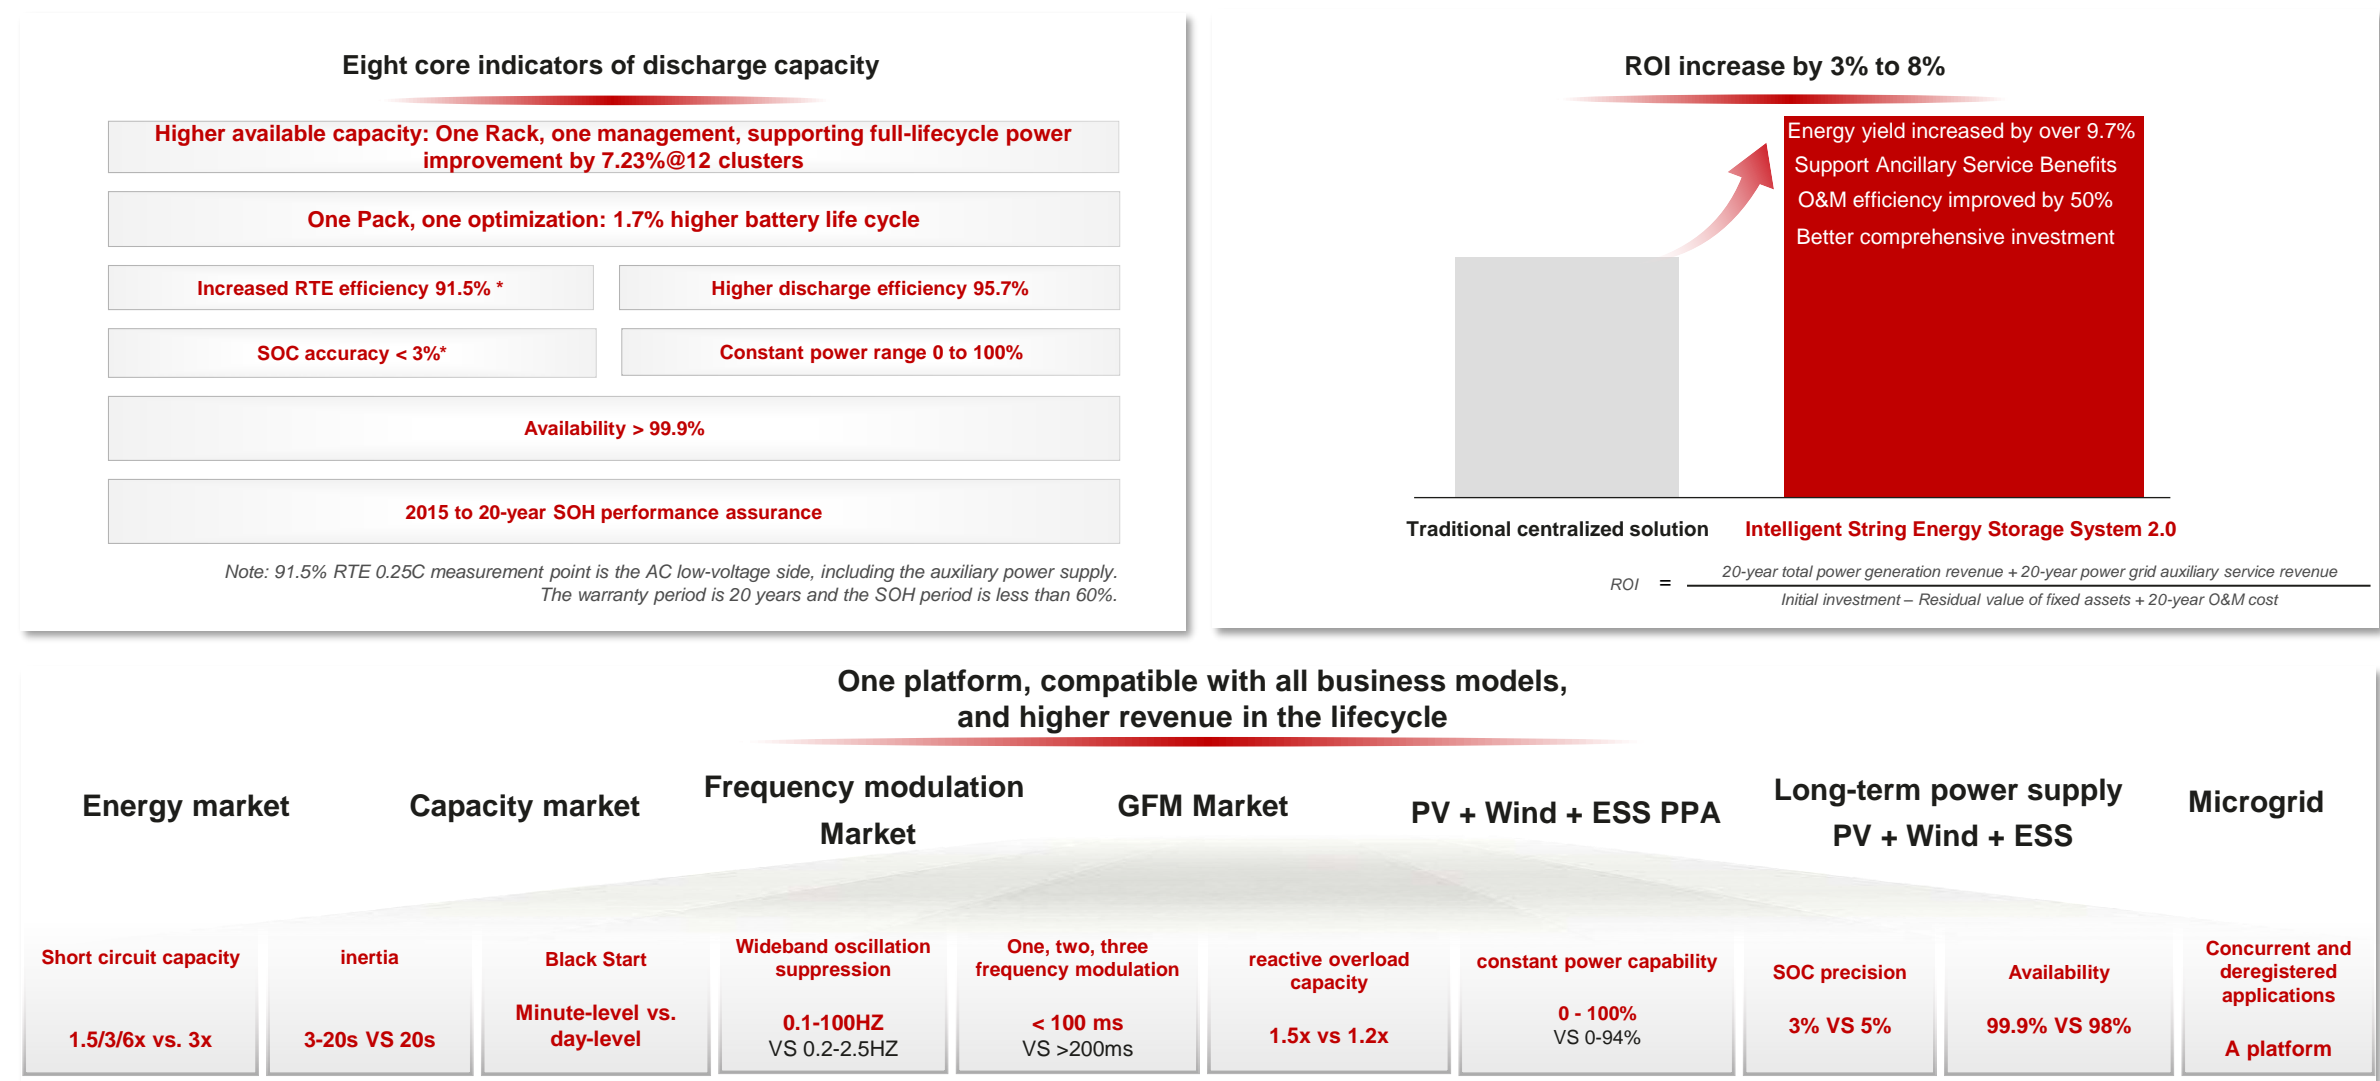 Eight core indicators of discharge capacity
Higher available capacity: One Rack, one management, supporting full-lifecycle power
improvement by 7.23%@12 clusters
One Pack, one optimization: 1.7% higher battery life cycle
Increased RTE efficiency 91.5% *
Higher discharge efficiency 95.7%
SOC accuracy < 3%*
Constant power range 0 to 100%
Availability > 99.9%
2015 to 20-year SOH performance assurance
Note: 91.5% RTE 0.25C measurement point is the AC low-voltage side, including the auxiliary power supply.
The warranty period is 20 years and the SOH period is less than 60%.
ROI increase by 3% to 8%
Energy yield increased by over 9.7%
Support Ancillary Service Benefits
O&M efficiency improved by 50%
Better comprehensive investment
Traditional centralized solution
Intelligent String Energy Storage System 2.0
ROI =
20-year total power generation revenue + 20-year power grid auxiliary service revenue
Initial investment – Residual value of fixed assets + 20-year O&M cost
One platform, compatible with all business models,
and higher revenue in the lifecycle
Energy market
Capacity market
Frequency modulation
Market
GFM Market
PV + Wind + ESS PPA
Long-term power supply
PV + Wind + ESS
Microgrid
Short circuit capacity
1.5/3/6x vs. 3x
inertia
3-20s VS 20s
Black Start
Minute-level vs.
day-level
Wideband oscillation
suppression
0.1-100HZ
VS 0.2-2.5HZ
One, two, three
frequency modulation
< 100 ms
VS >200ms
reactive overload
capacity
1.5x vs 1.2x
constant power capability
0 - 100%
VS 0-94%
SOC precision
3% VS 5%
Availability
99.9% VS 98%
Concurrent and
deregistered
applications
A platform